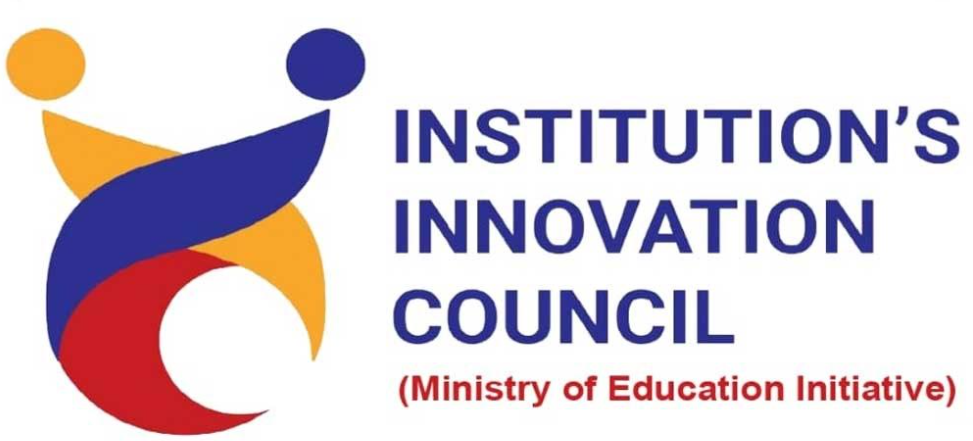 INSTITUTION’S
INNOVATION
COUNCIL
(Ministry of Education Initiative)